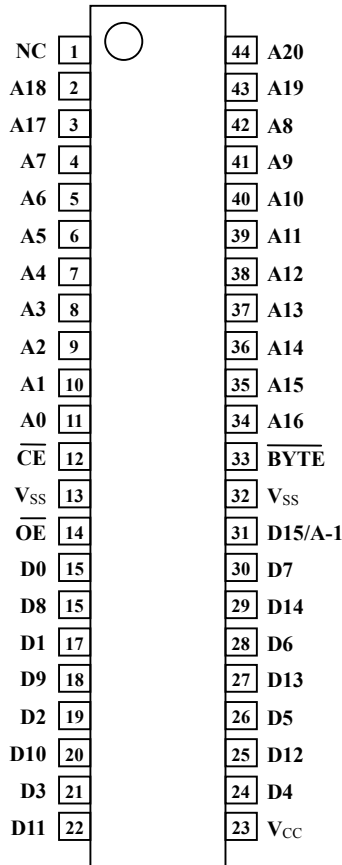 NC 1 44 A20
A18 2 43 A19
A17 3 42 A8
A7 4 41 A9
A6 5 40 A10
A5 6 39 A11
A4 7 38 A12
A3 8 37 A13
A2 9 36 A14
A1 10 35 A15
A0 11 34 A16
C̅E̅ 12 33 B̅Y̅T̅E̅
VSS 13 32 VSS
O̅E̅ 14 31 D15/A-1
D0 15 30 D7
D8 15 29 D14
D1 17 28 D6
D9 18 27 D13
D2 19 26 D5
D10 20 25 D12
D3 21 24 D4
D11 22 23 VCC